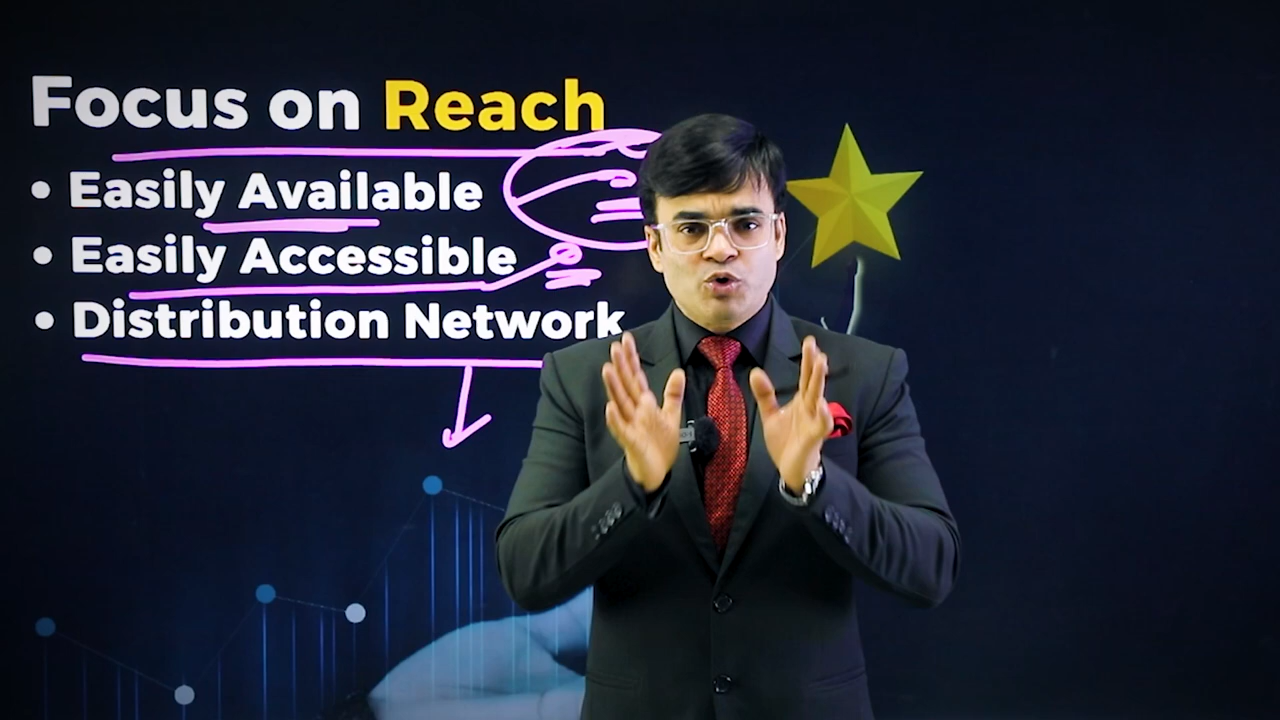 Focus on Reach
• Easily Available
• Easily Accessible
• Distribution Network